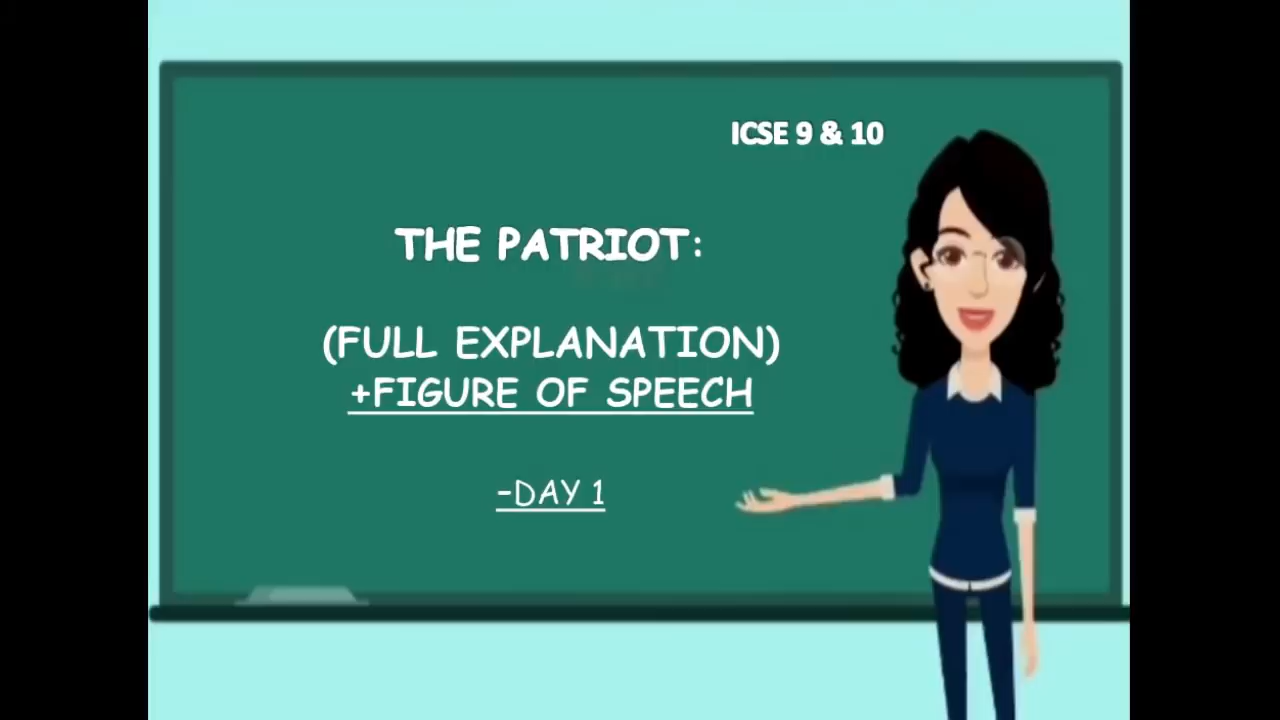 ICSE 9 & 10
THE PATRIOT:
(FULL EXPLANATION)
+FIGURE OF SPEECH
-DAY 1